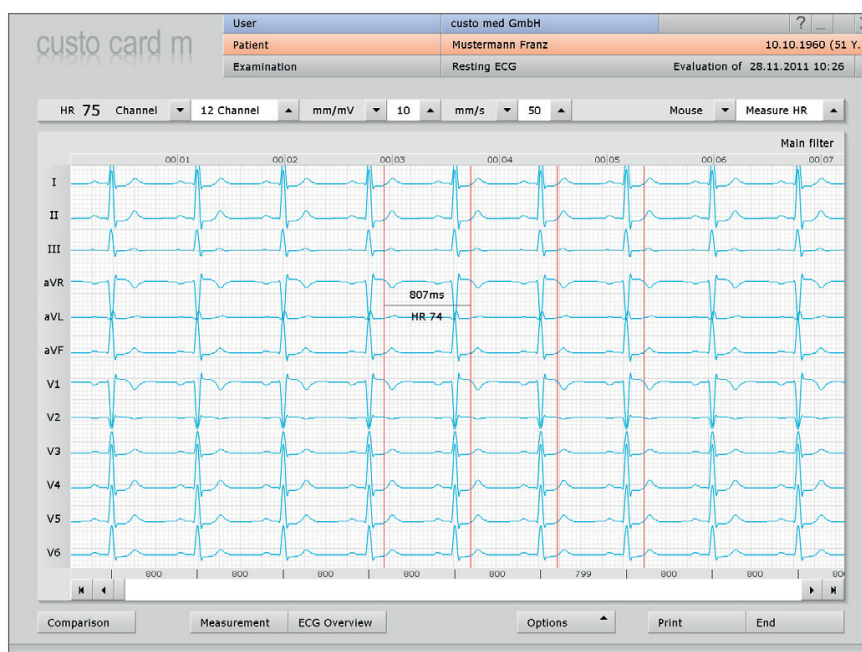 custo card m
User custo med GmbH ? _
Patient Mustermann Franz 10.10.1960 (51 Y.
Examination Resting ECG Evaluation of 28.11.2011 10:26
HR 75 Channel 12 Channel mm/mV 10 mm/s 50 Mouse Measure HR
Main filter
00:01 00:02 00:03 00:04 00:05 00:06 00:07
I
II
III
aVR
807ms
aVL HR 74
aVF
V1
V2
V3
V4
V5
V6
800 800 800 800 800 799 800 800 800
Comparison Measurement ECG Overview Options Print End